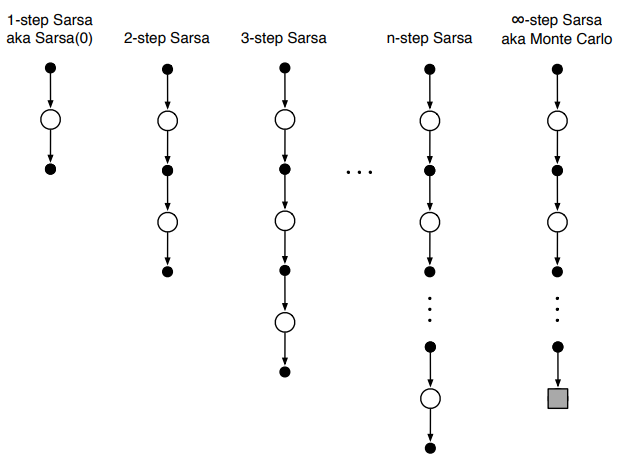 1-step Sarsa
aka Sarsa(0)
2-step Sarsa
3-step Sarsa
n-step Sarsa
∞-step Sarsa
aka Monte Carlo